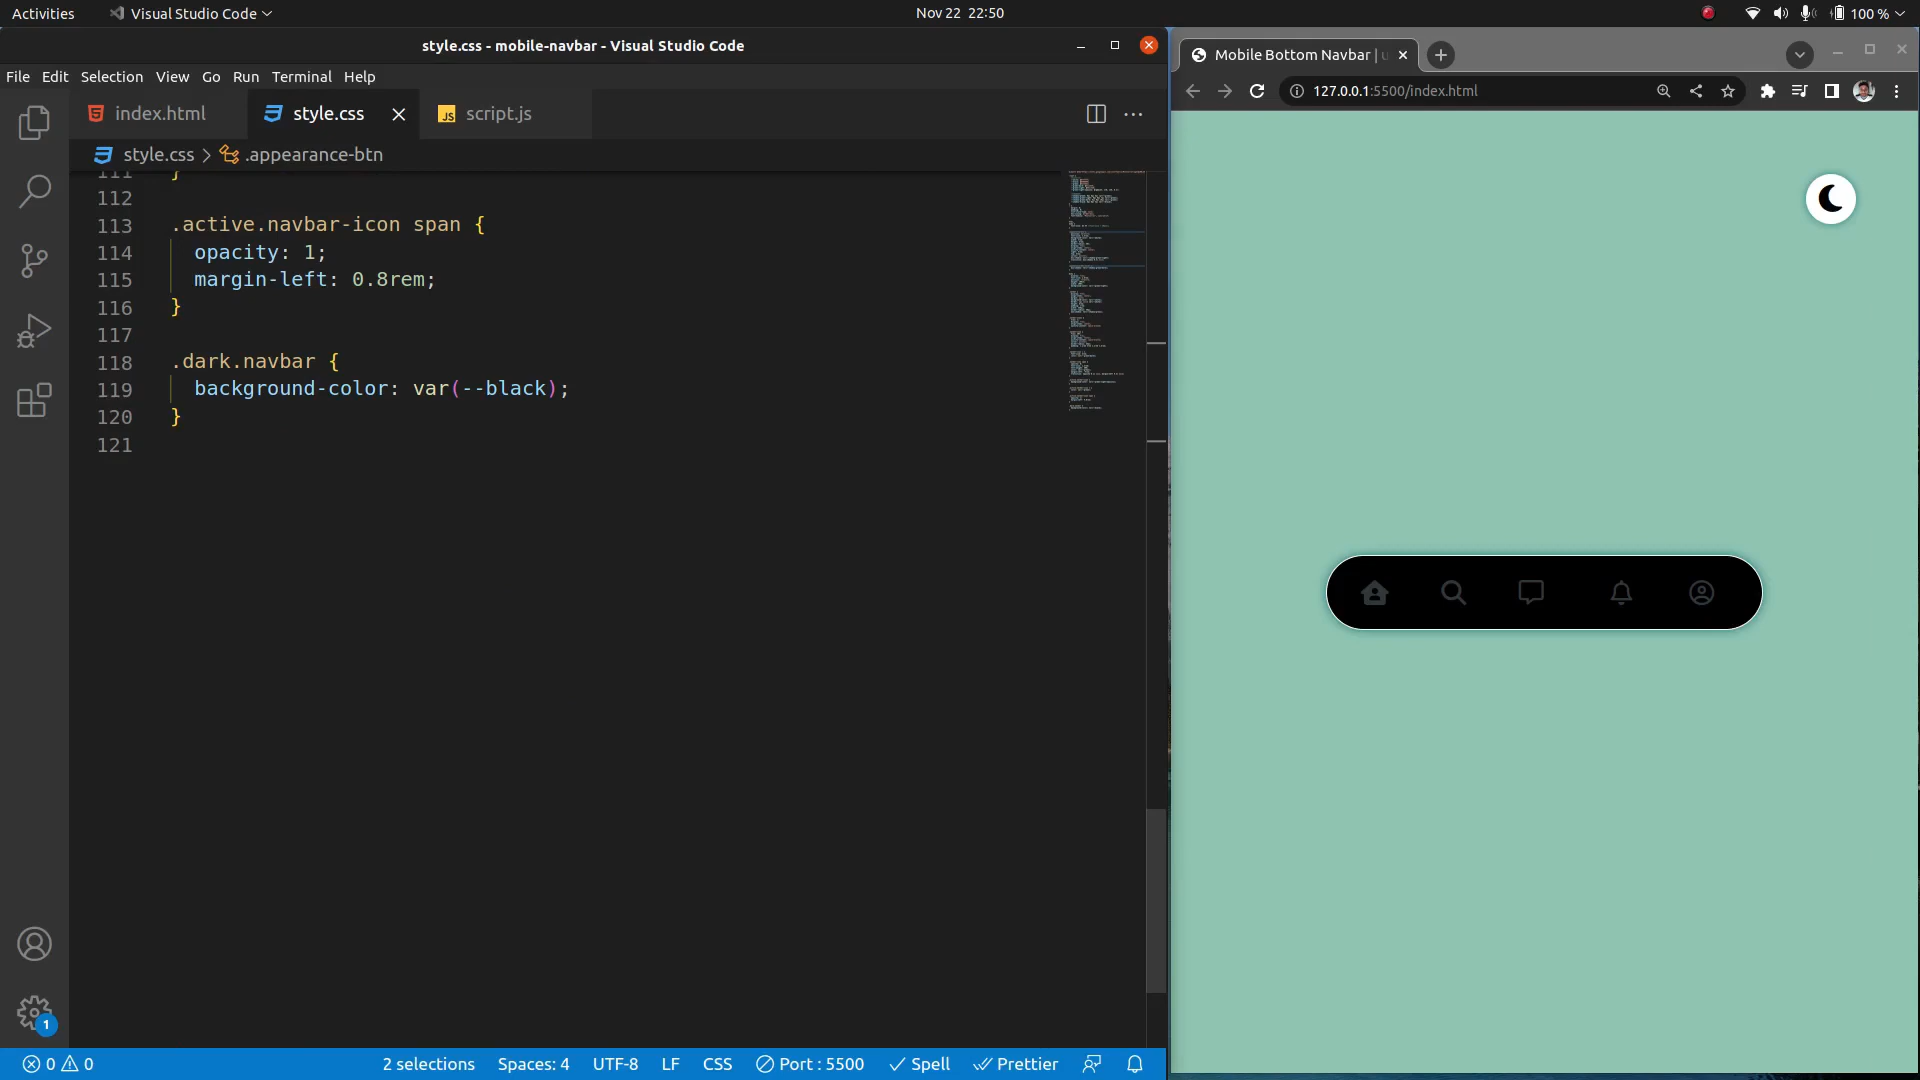 Activities
Visual Studio Code
Nov 22 22:50
100 %
style.css - mobile-navbar - Visual Studio Code
File Edit Selection View Go Run Terminal Help
index.html
style.css
JS script.js
style.css > .appearance-btn
111 }
112
113 .active.navbar-icon span {
114 opacity: 1;
115 margin-left: 0.8rem;
116 }
117
118 .dark.navbar {
119 background-color: var(--black);
120 }
121
1
0 0
2 selections
Spaces: 4
UTF-8
LF
CSS
Port : 5500
Spell
Prettier
Mobile Bottom Navbar |
127.0.0.1:5500/index.html